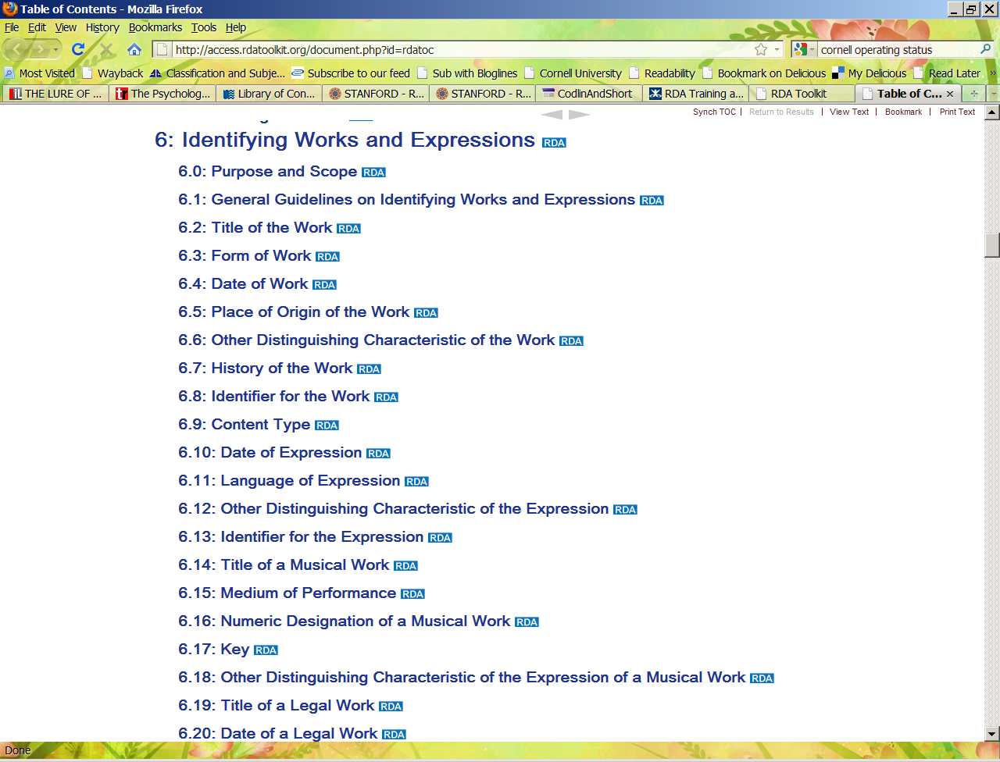 Table of Contents - Mozilla Firefox
File Edit View History Bookmarks Tools Help
http://access.rdatoolkit.org/document.php?id=rdatoc
cornell operating status
Most Visited Wayback Classification and Subje... Subscribe to our feed Sub with Bloglines Cornell University Readability Bookmark on Delicious My Delicious Read Later »
THE LURE OF ... The Psycholog... Library of Con... STANFORD - R... STANFORD - R... CodlinAndShort RDA Training a... RDA Toolkit Table of C...
Synch TOC | Return to Results | View Text | Bookmark | Print Text
6: Identifying Works and Expressions RDA
6.0: Purpose and Scope RDA
6.1: General Guidelines on Identifying Works and Expressions RDA
6.2: Title of the Work RDA
6.3: Form of Work RDA
6.4: Date of Work RDA
6.5: Place of Origin of the Work RDA
6.6: Other Distinguishing Characteristic of the Work RDA
6.7: History of the Work RDA
6.8: Identifier for the Work RDA
6.9: Content Type RDA
6.10: Date of Expression RDA
6.11: Language of Expression RDA
6.12: Other Distinguishing Characteristic of the Expression RDA
6.13: Identifier for the Expression RDA
6.14: Title of a Musical Work RDA
6.15: Medium of Performance RDA
6.16: Numeric Designation of a Musical Work RDA
6.17: Key RDA
6.18: Other Distinguishing Characteristic of the Expression of a Musical Work RDA
6.19: Title of a Legal Work RDA
6.20: Date of a Legal Work RDA
Done